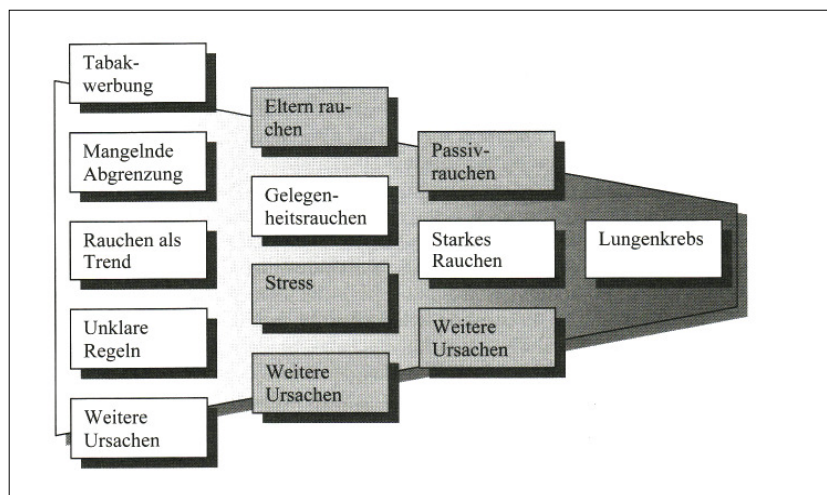 Tabak-
werbung
Mangelnde
Abgrenzung
Rauchen als
Trend
Unklare
Regeln
Weitere
Ursachen
Eltern rau-
chen
Gelegen-
heitsrauchen
Stress
Weitere
Ursachen
Passiv-
rauchen
Starkes
Rauchen
Weitere
Ursachen
Lungenkrebs